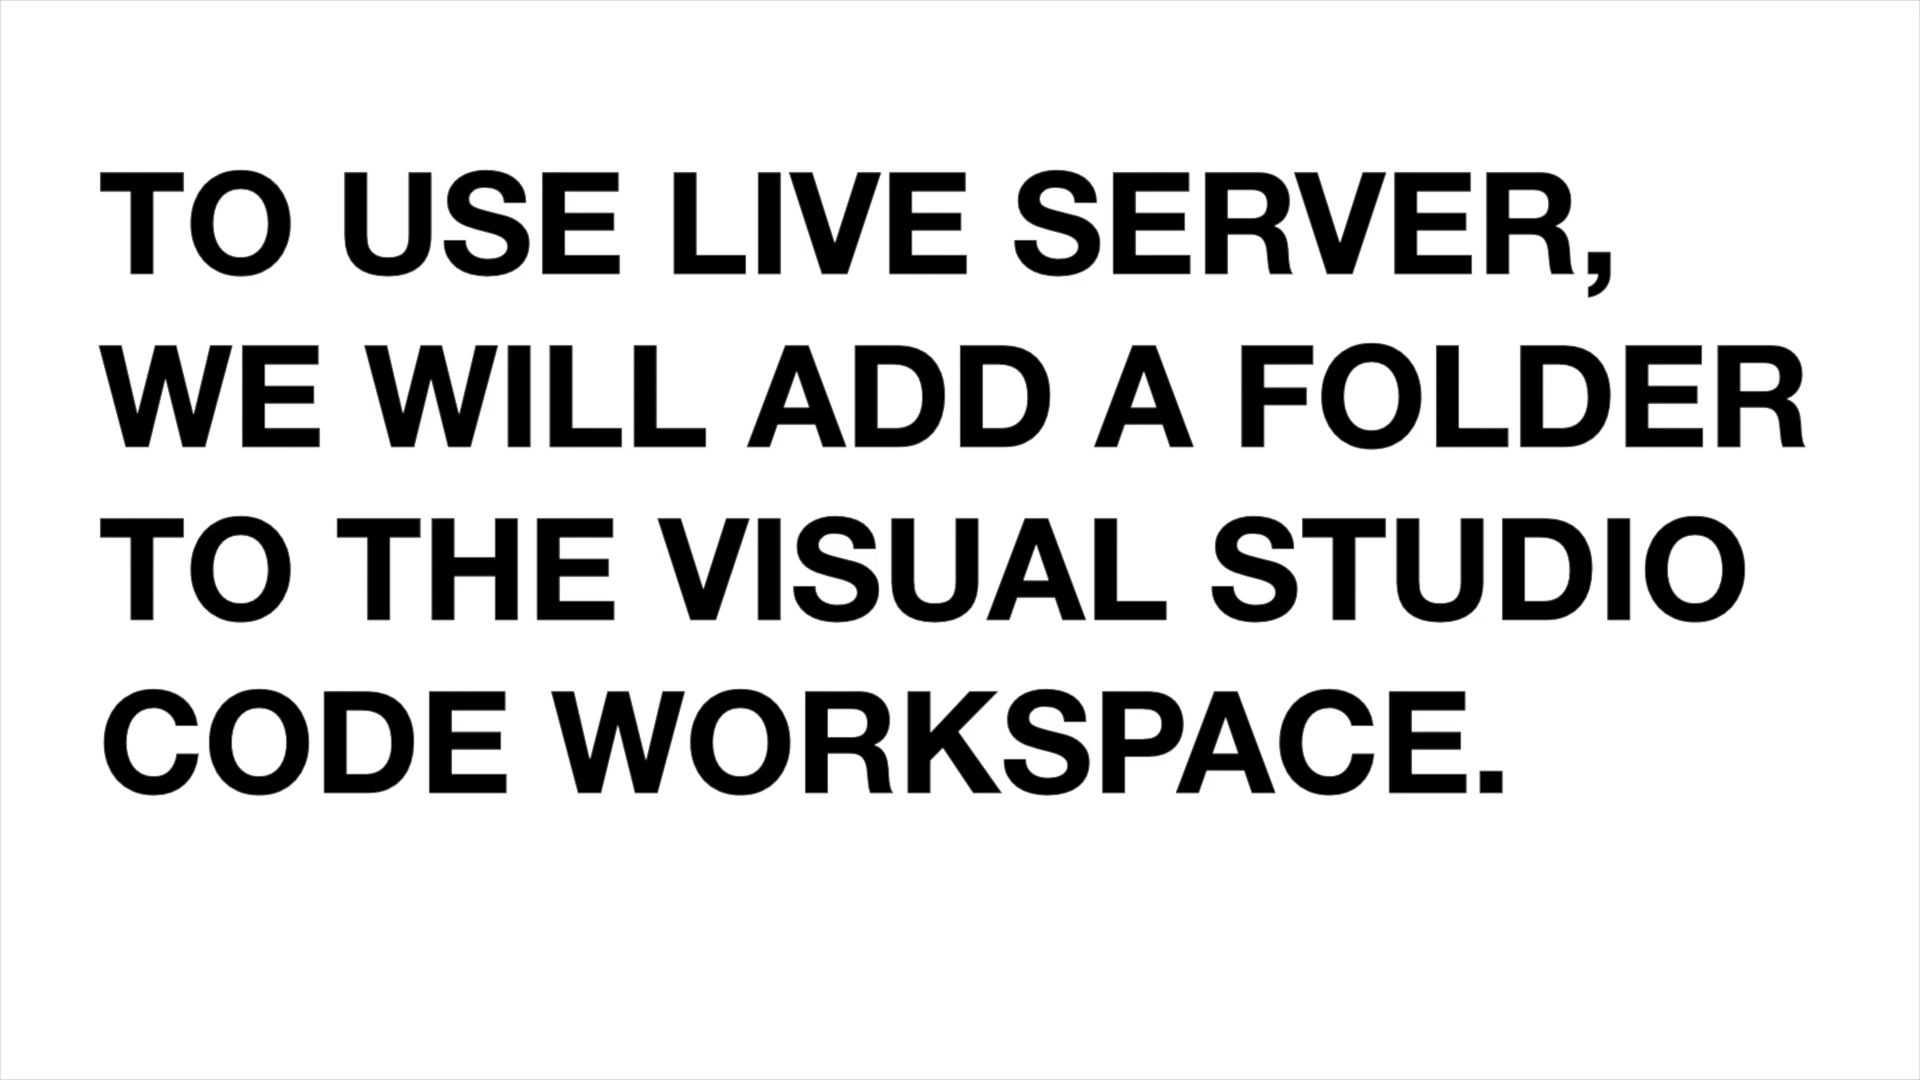 TO USE LIVE SERVER,
WE WILL ADD A FOLDER
TO THE VISUAL STUDIO
CODE WORKSPACE.